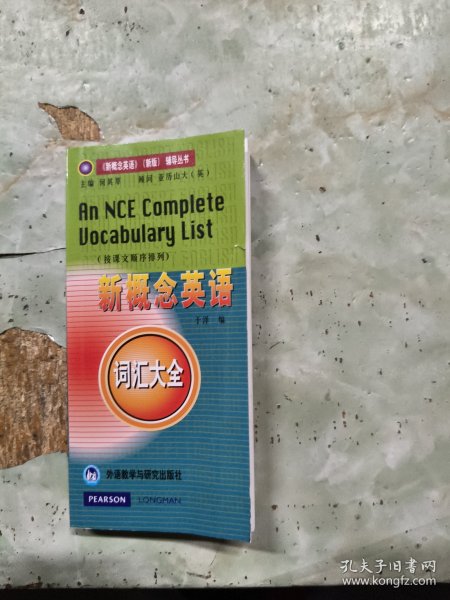 《新概念英语》(新版) 辅导丛书
主编 何其莘 顾问 亚历山大(英)
An NCE Complete
Vocabulary List
(按课文顺序排列)
新概念英语
于洋 编
词汇大全
外语教学与研究出版社
PEARSON LONGMAN
孔夫子旧书网
www.kongfz.com